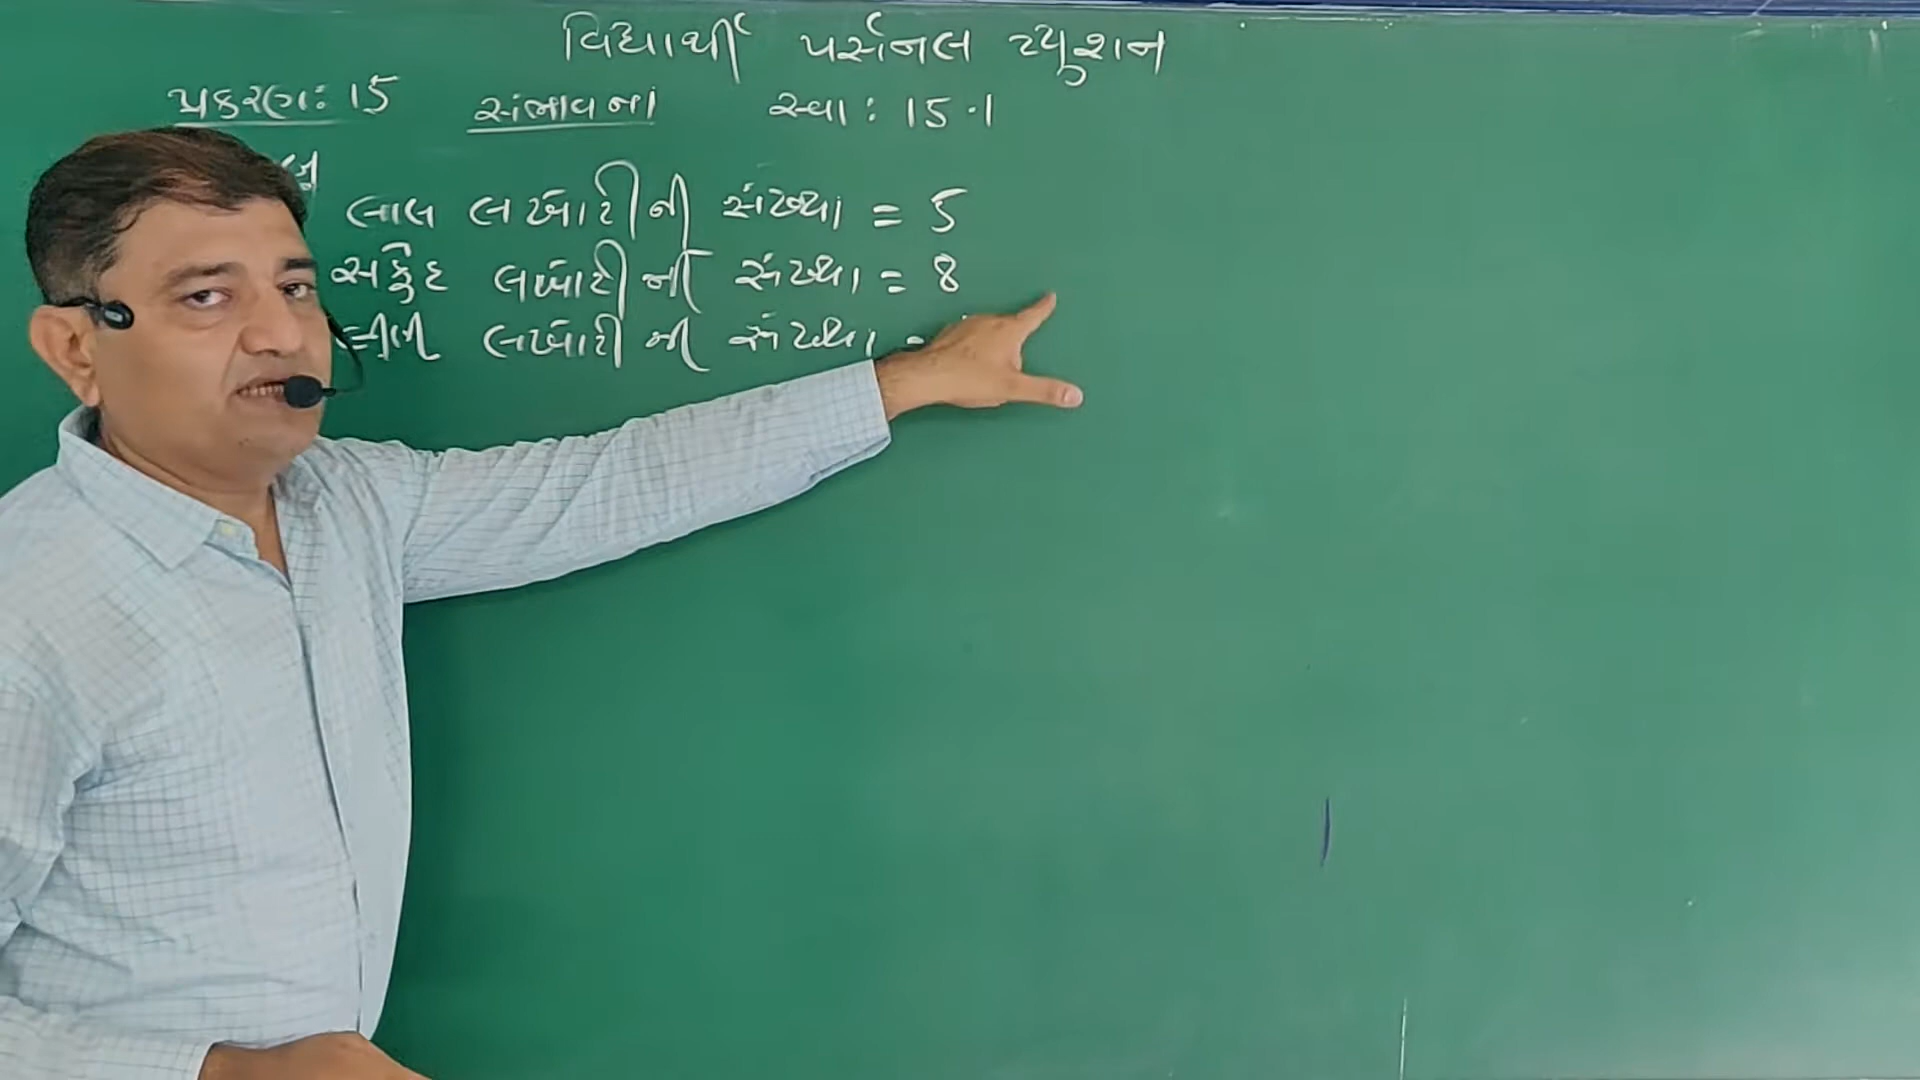 વિદ્યાર્થી પર્સનલ ટ્યુશન
પ્રકરણ: 15 સંભાવના સ્વા: 15.1
લાલ લખોટીની સંખ્યા = 5
સફેદ લખોટીની સંખ્યા = 8
લીલી લખોટીની સંખ્યા =